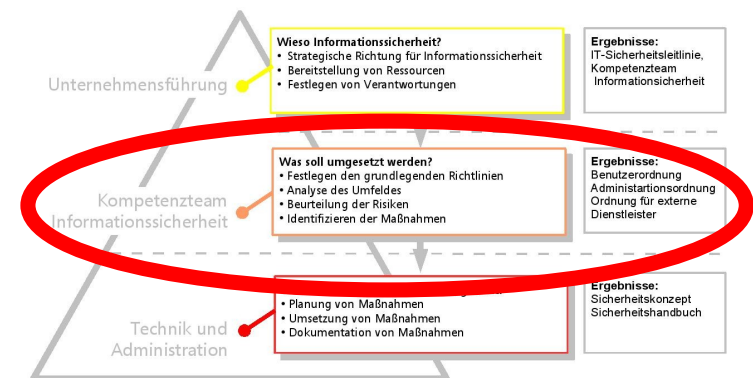 Unternehmensführung
Wieso Informationssicherheit?
• Strategische Richtung für Informationssicherheit
• Bereitstellung von Ressourcen
• Festlegen von Verantwortungen
Ergebnisse:
IT-Sicherheitsleitlinie,
Kompetenzteam
Informationsicherheit
Kompetenzteam
Informationssicherheit
Was soll umgesetzt werden?
• Festlegen den grundlegenden Richtlinien
• Analyse des Umfeldes
• Beurteilung der Risiken
• Identifizieren der Maßnahmen
Ergebnisse:
Benutzerordnung
Administartionsordnung
Ordnung für externe
Dienstleister
Technik und
Administration
• Planung von Maßnahmen
• Umsetzung von Maßnahmen
• Dokumentation von Maßnahmen
Ergebnisse:
Sicherheitskonzept
Sicherheitshandbuch